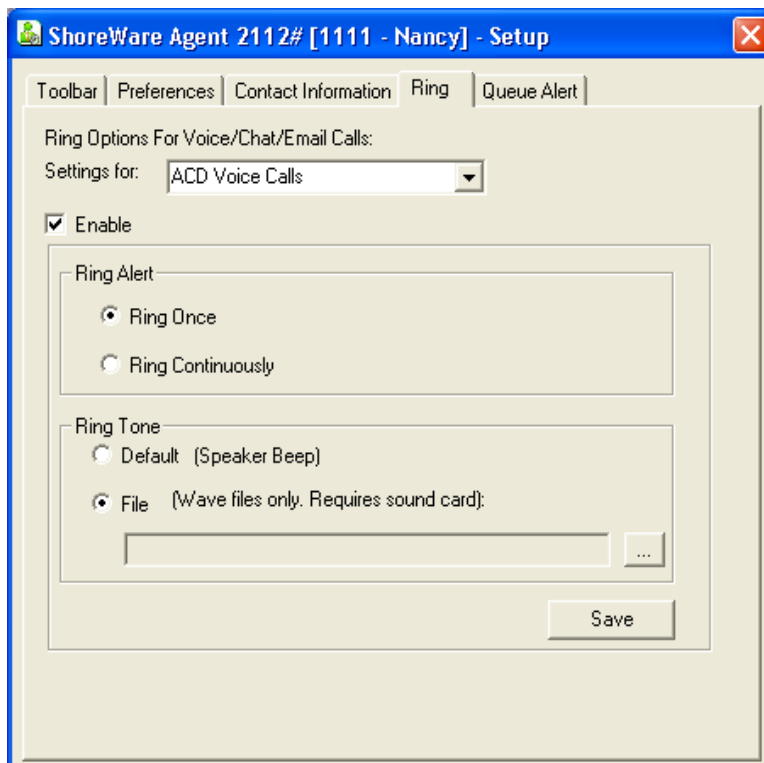 ShoreWare Agent 2112# [1111 - Nancy] - Setup
Toolbar Preferences Contact Information Ring Queue Alert
Ring Options For Voice/Chat/Email Calls:
Settings for: ACD Voice Calls
Enable
Ring Alert
Ring Once
Ring Continuously
Ring Tone
Default (Speaker Beep)
File (Wave files only. Requires sound card):
...
Save